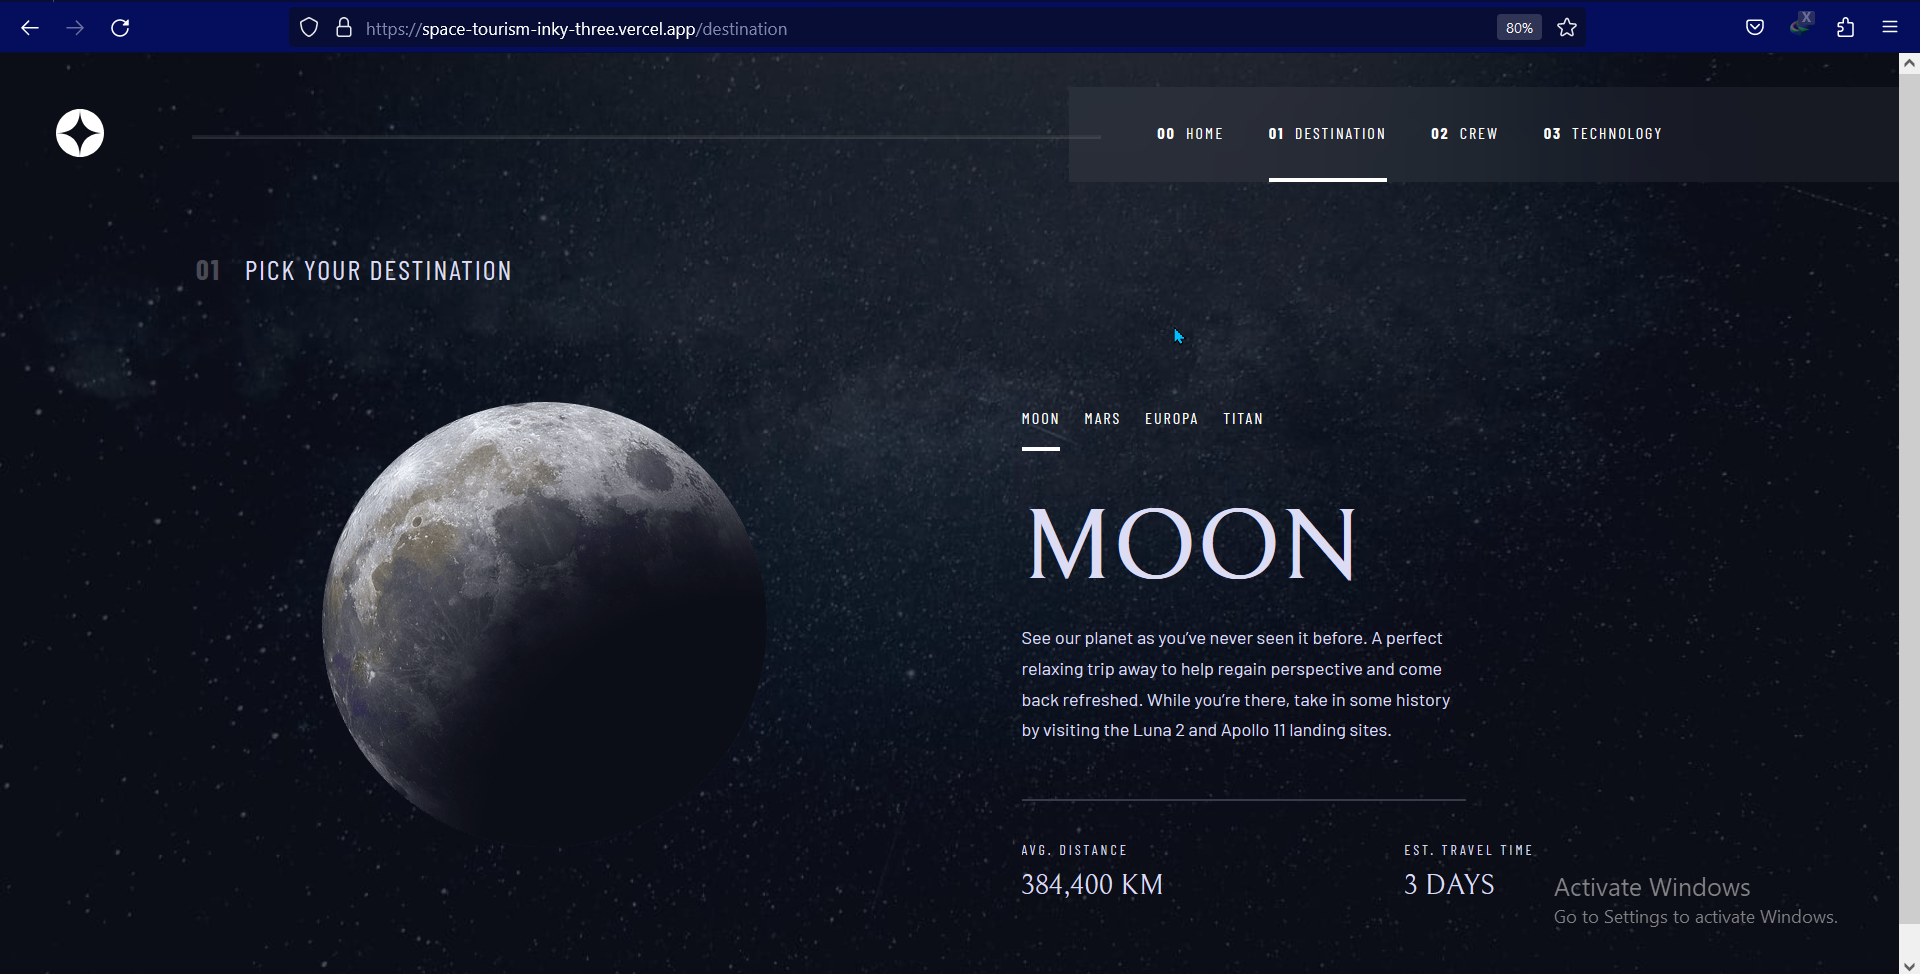 https://space-tourism-inky-three.vercel.app/destination
80%
X
00 HOME
01 DESTINATION
02 CREW
03 TECHNOLOGY
01 PICK YOUR DESTINATION
MOON
MARS
EUROPA
TITAN
MOON
See our planet as you’ve never seen it before. A perfect
relaxing trip away to help regain perspective and come
back refreshed. While you’re there, take in some history
by visiting the Luna 2 and Apollo 11 landing sites.
AVG. DISTANCE
384,400 KM
EST. TRAVEL TIME
3 DAYS
Activate Windows
Go to Settings to activate Windows.